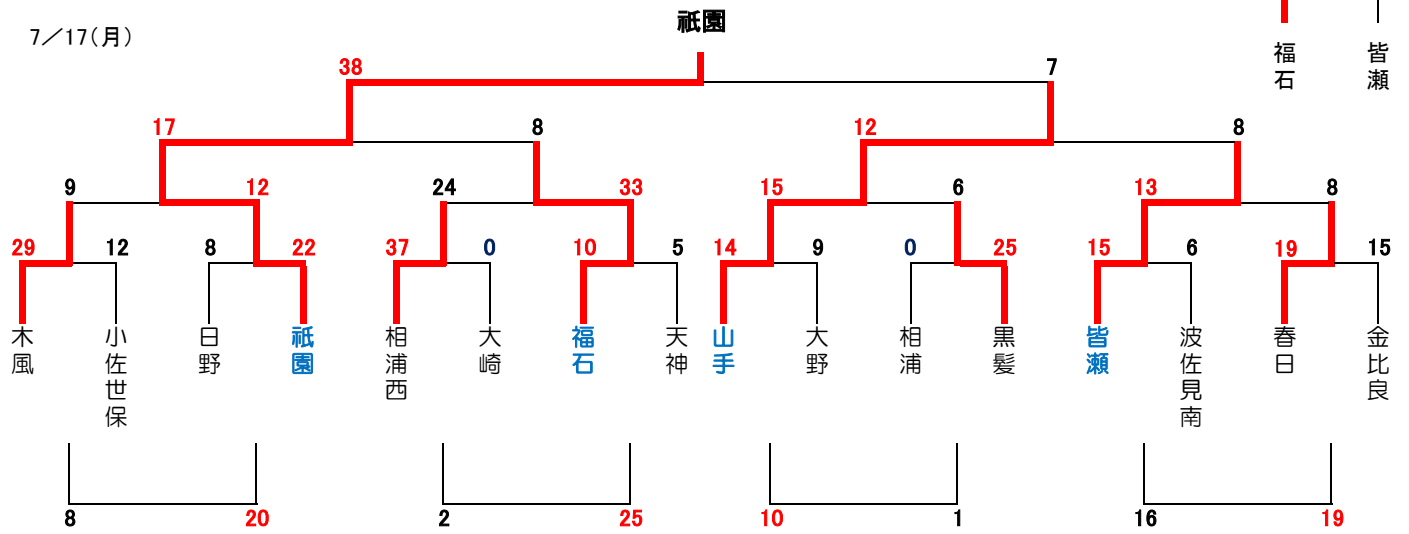 祇園
7／17（月）
福石
皆瀬
38
7
17
8
12
8
9
12
24
33
15
6
13
8
29
12
8
22
37
0
10
5
14
9
0
25
15
6
19
15
木風
小佐世保
日野
祇園
相浦西
大崎
福石
天神
山手
大野
相浦
黒髪
皆瀬
波佐見南
春日
金比良
8
20
2
25
10
1
16
19